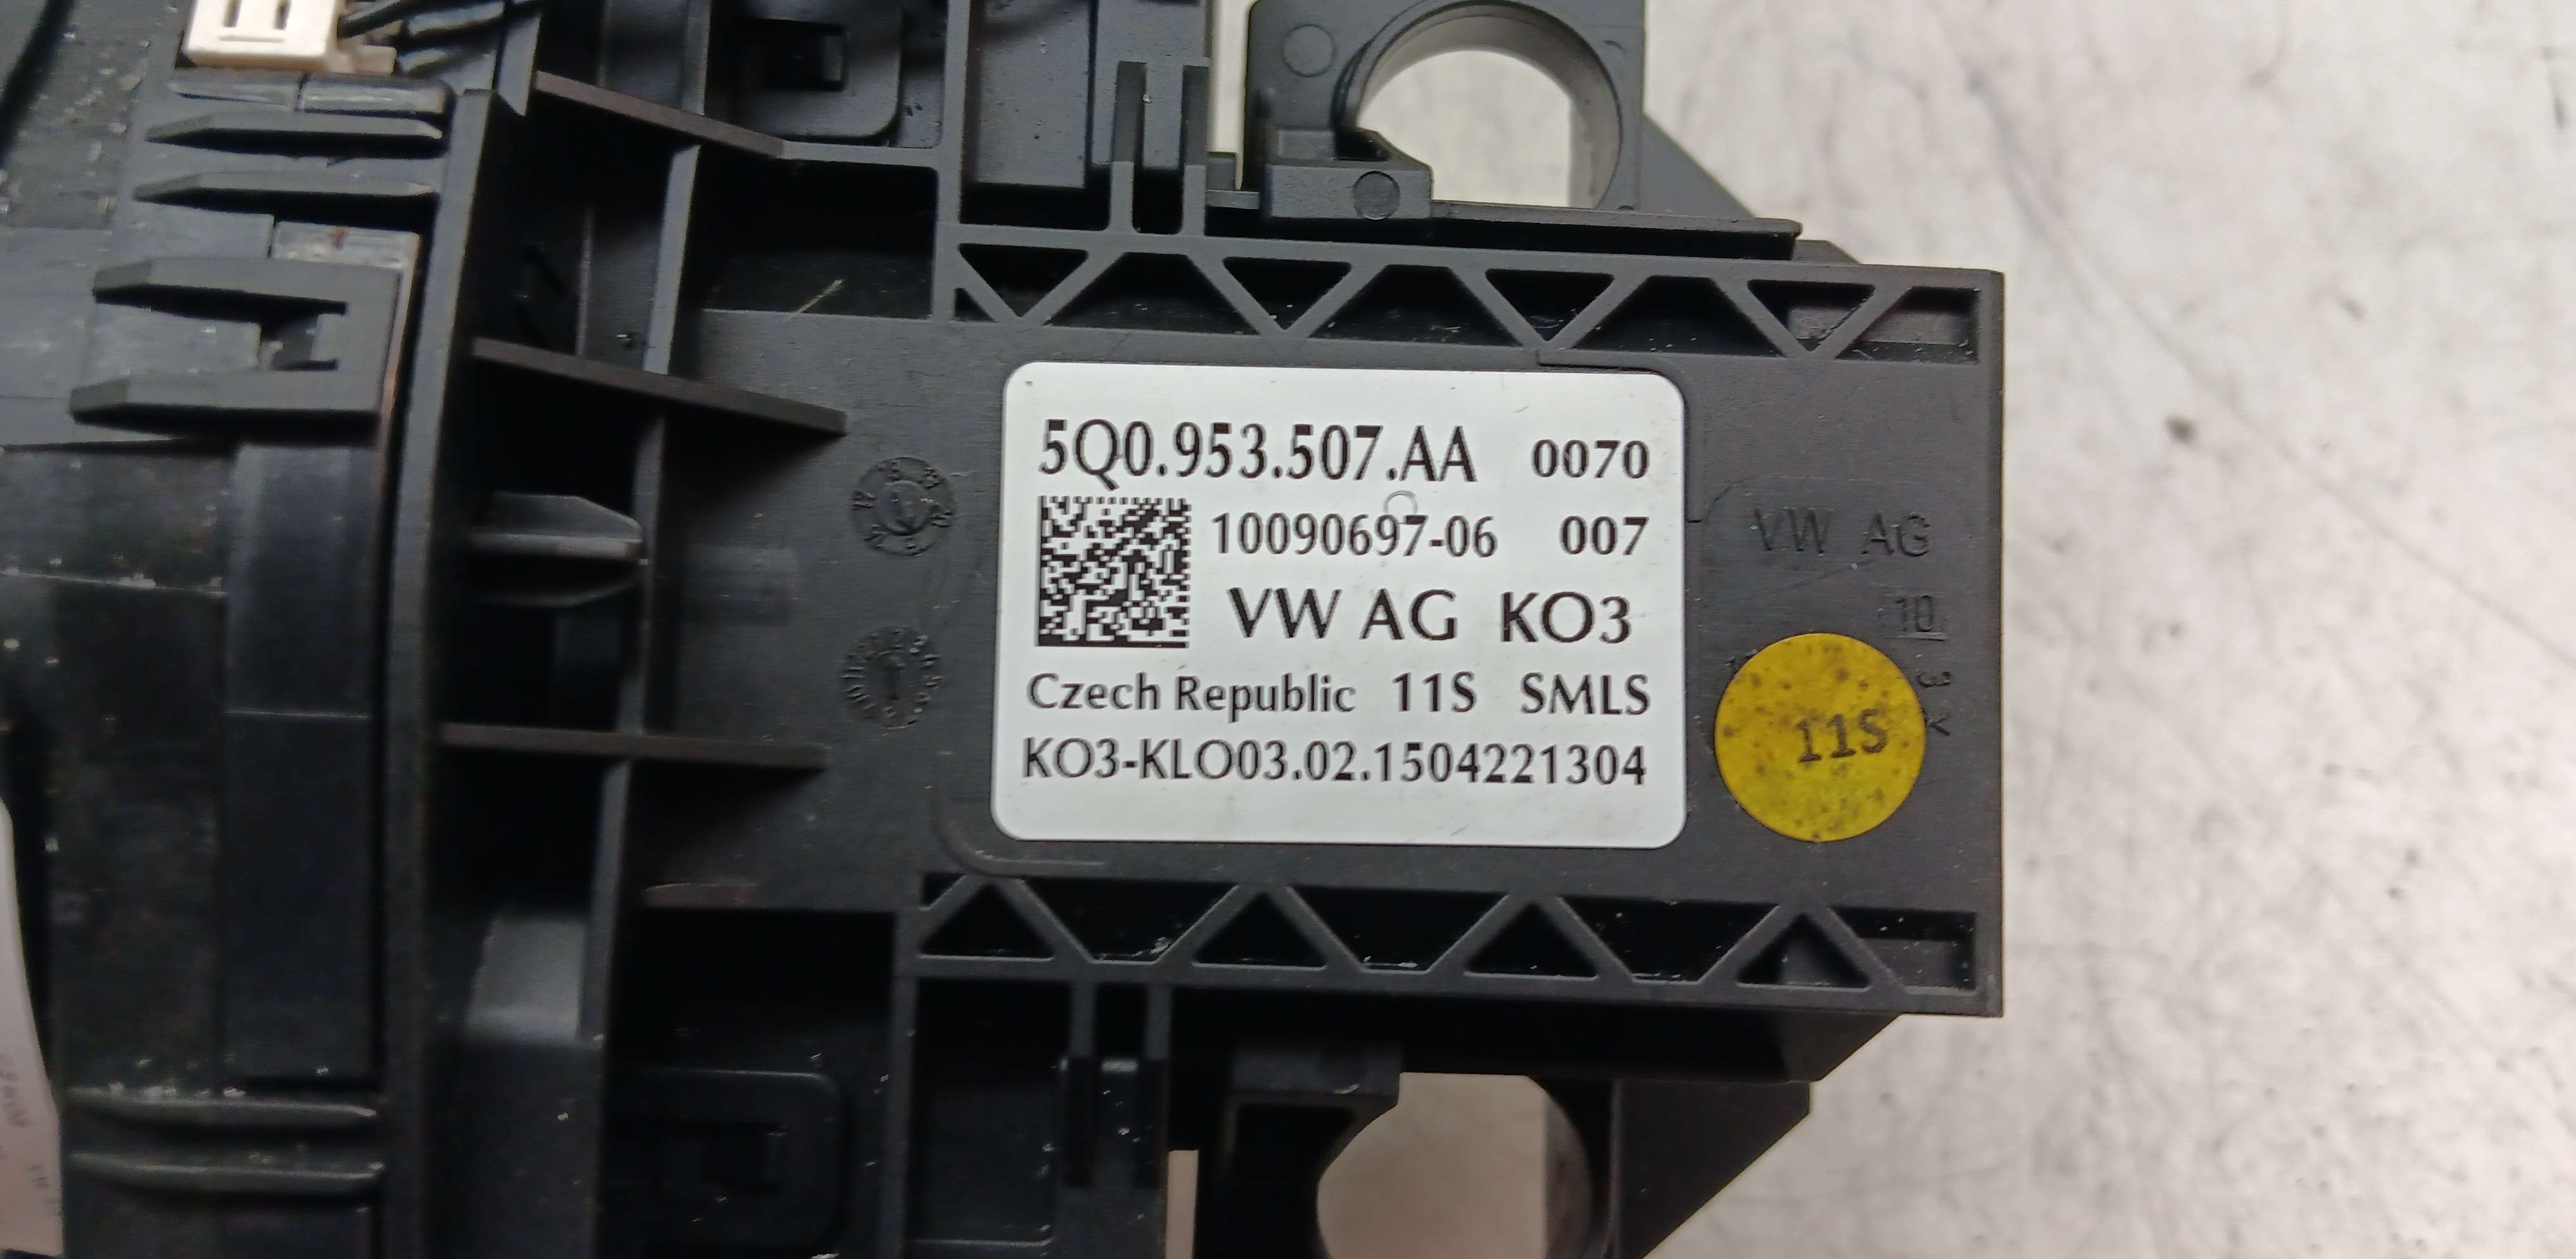 5Q0.953.507.AA 0070
10090697-06 007
VW AG KO3
Czech Republic 11S SMLS
KO3-KLO03.02.1504221304
VW AG
10
3
11S